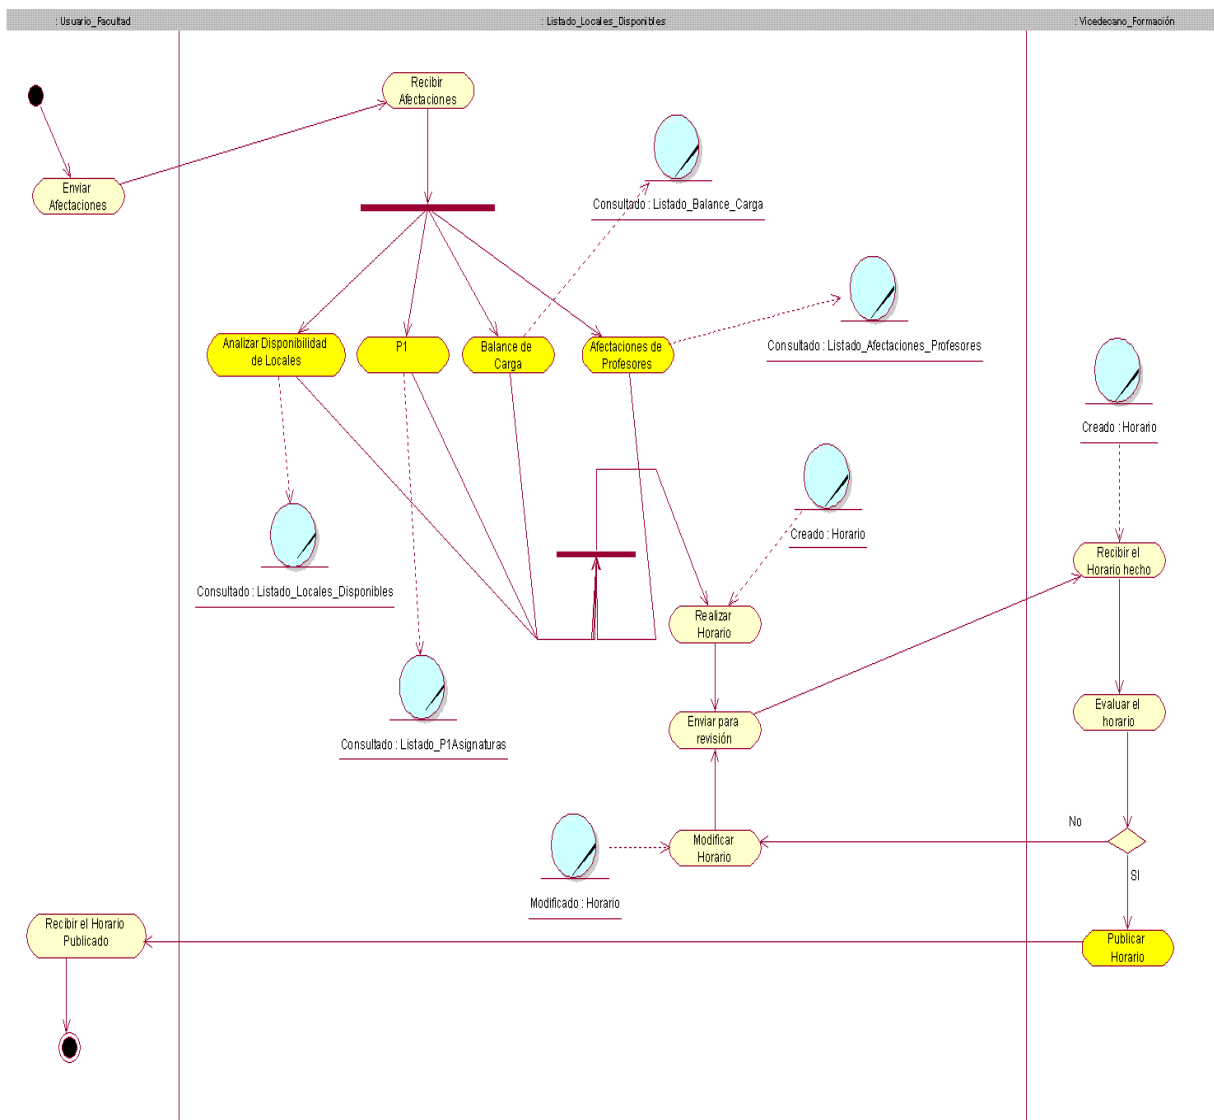 : Usuario_Facultad
: Listado_Locales_Disponibles
: Vicedecano_Formación
Recibir
Afectaciones
Enviar
Afectaciones
Consultado : Listado_Balance_Carga
Analizar Disponibilidad
de Locales
P1
Balance de
Carga
Afectaciones de
Profesores
Consultado : Listado_Afectaciones_Profesores
Creado : Horario
Creado : Horario
Recibir el
Horario hecho
Consultado : Listado_Locales_Disponibles
Realizar
Horario
Enviar para
revisión
Evaluar el
horario
Consultado : Listado_P1Asignaturas
No
Modificar
Horario
SI
Modificado : Horario
Recibir el Horario
Publicado
Publicar
Horario